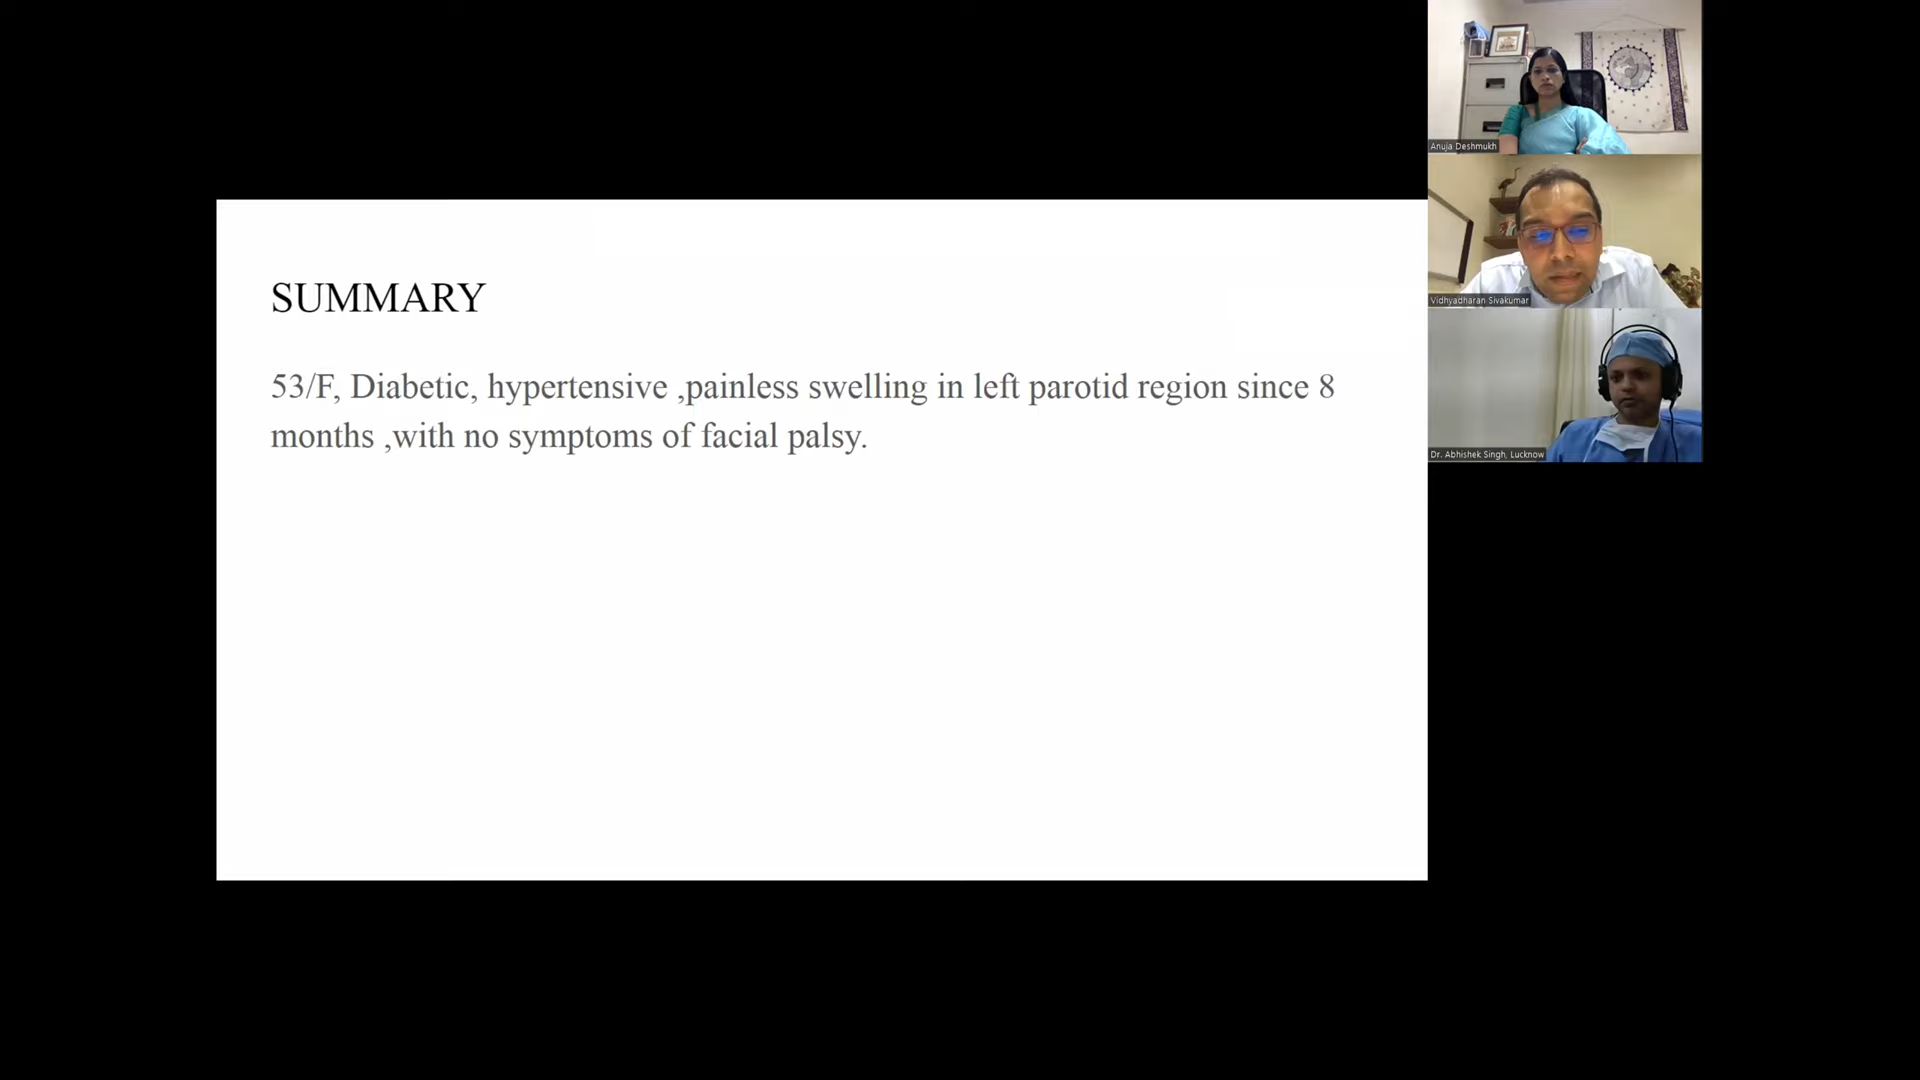 SUMMARY
53/F, Diabetic, hypertensive ,painless swelling in left parotid region since 8
months ,with no symptoms of facial palsy.
Anuja Deshmukh
Vidhyadharan Sivakumar
Dr. Abhishek Singh, Lucknow